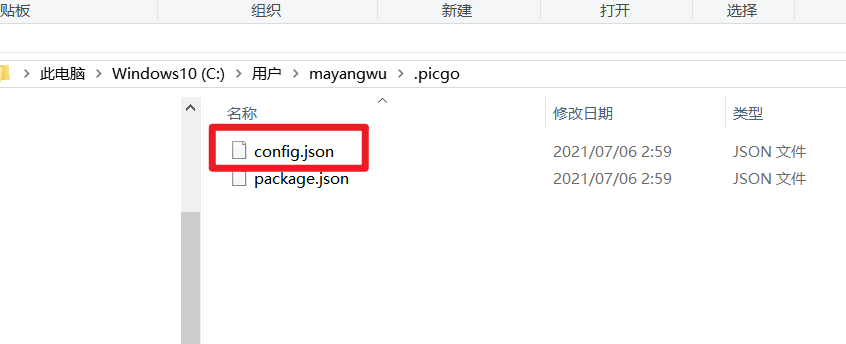 贴板 组织 新建 打开 选择
此电脑 Windows10 (C:) 用户 mayangwu .picgo
名称 修改日期 类型
config.json 2021/07/06 2:59 JSON 文件
package.json 2021/07/06 2:59 JSON 文件